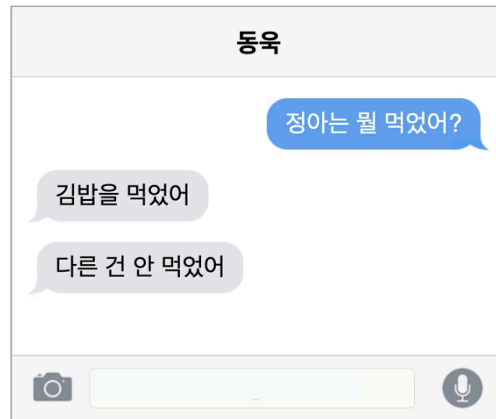 동욱
정아는 뭘 먹었어?
김밥을 먹었어
다른 건 안 먹었어